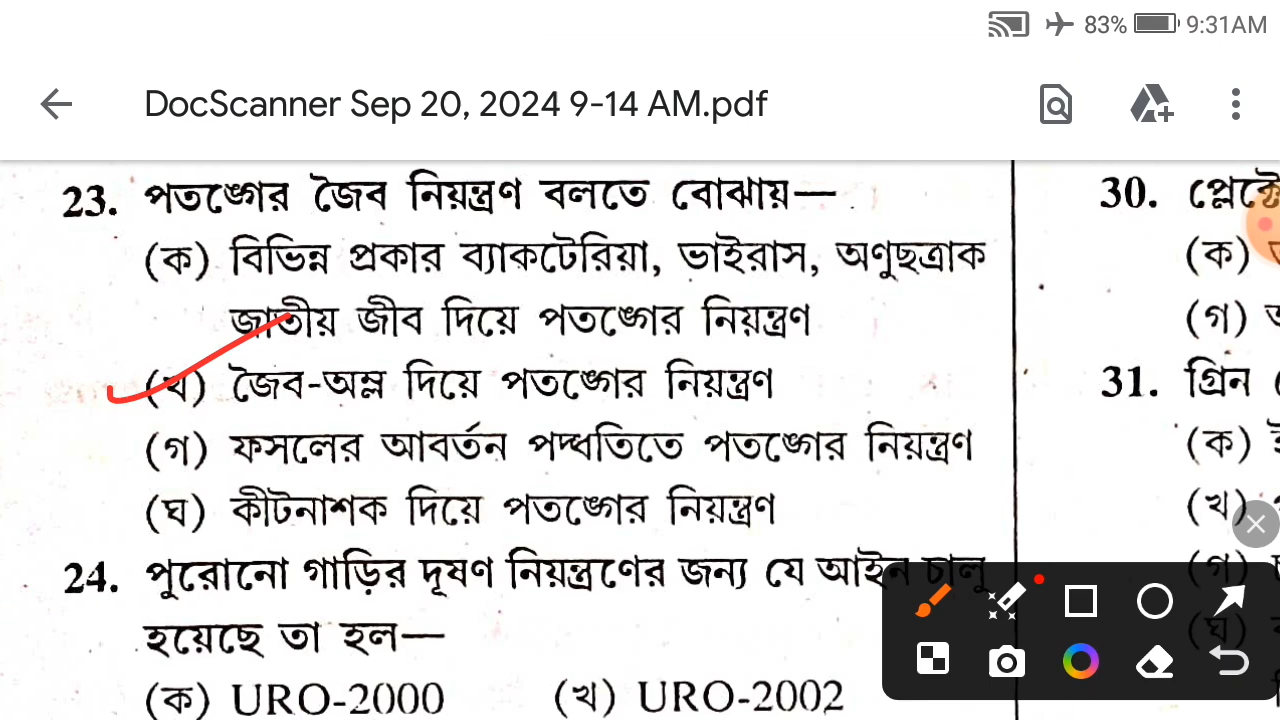 83% 9:31AM
DocScanner Sep 20, 2024 9-14 AM.pdf
23. পতঙ্গের জৈব নিয়ন্ত্রণ বলতে বোঝায়—
(ক) বিভিন্ন প্রকার ব্যাকটেরিয়া, ভাইরাস, অণুছত্রাক
জাতীয় জীব দিয়ে পতঙ্গের নিয়ন্ত্রণ
(খ) জৈব-অম্ল দিয়ে পতঙ্গের নিয়ন্ত্রণ
(গ) ফসলের আবর্তন পদ্ধতিতে পতঙ্গের নিয়ন্ত্রণ
(ঘ) কীটনাশক দিয়ে পতঙ্গের নিয়ন্ত্রণ
24. পুরোনো গাড়ির দূষণ নিয়ন্ত্রণের জন্য যে আইন চালু
হয়েছে তা হল—
(ক) URO-2000 (খ) URO-2002
30.
(ক)
(গ)
31. গ্রিন
(ক)
(খ)
(গ)
(ঘ)